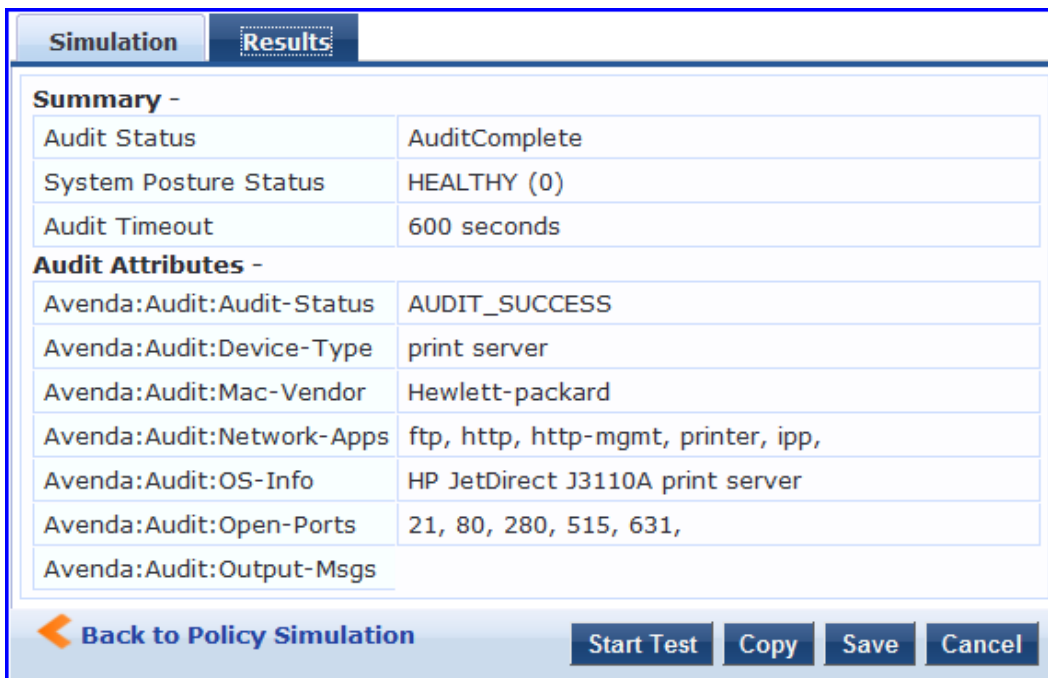 Simulation Results
Summary -
Audit Status AuditComplete
System Posture Status HEALTHY (0)
Audit Timeout 600 seconds
Audit Attributes -
Avenda:Audit:Audit-Status AUDIT_SUCCESS
Avenda:Audit:Device-Type print server
Avenda:Audit:Mac-Vendor Hewlett-packard
Avenda:Audit:Network-Apps ftp, http, http-mgmt, printer, ipp,
Avenda:Audit:OS-Info HP JetDirect J3110A print server
Avenda:Audit:Open-Ports 21, 80, 280, 515, 631,
Avenda:Audit:Output-Msgs
Back to Policy Simulation Start Test Copy Save Cancel